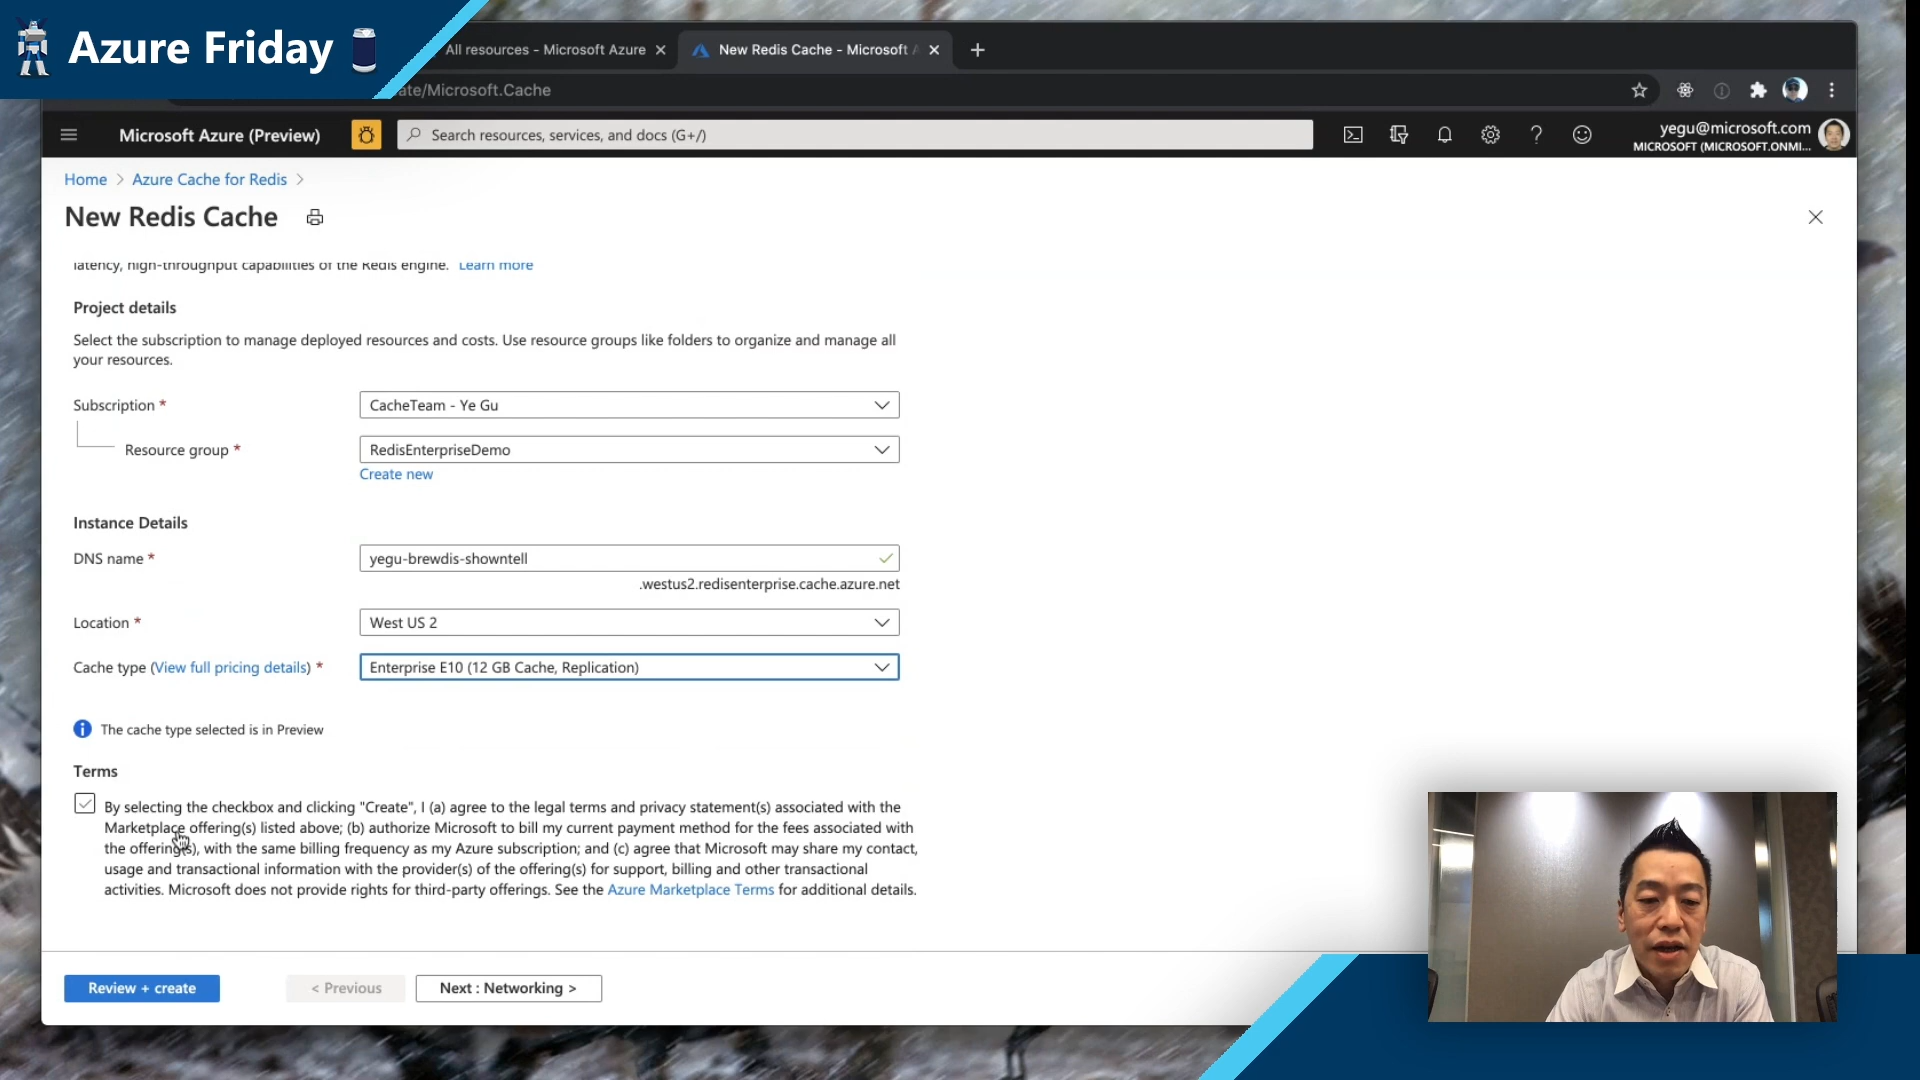 Azure Friday
All resources - Microsoft Azure
New Redis Cache - Microsoft A
ate/Microsoft.Cache
Microsoft Azure (Preview)
Search resources, services, and docs (G+/)
yegu@microsoft.com
MICROSOFT (MICROSOFT.ONMI...
Home > Azure Cache for Redis >
New Redis Cache
latency, high-throughput capabilities of the Redis engine. Learn more
Project details
Select the subscription to manage deployed resources and costs. Use resource groups like folders to organize and manage all
your resources.
Subscription *
CacheTeam - Ye Gu
Resource group *
RedisEnterpriseDemo
Create new
Instance Details
DNS name *
yegu-brewdis-showntell
.westus2.redisenterprise.cache.azure.net
Location *
West US 2
Cache type (View full pricing details) *
Enterprise E10 (12 GB Cache, Replication)
The cache type selected is in Preview
Terms
By selecting the checkbox and clicking "Create", I (a) agree to the legal terms and privacy statement(s) associated with the
Marketplace offering(s) listed above; (b) authorize Microsoft to bill my current payment method for the fees associated with
the offering(s), with the same billing frequency as my Azure subscription; and (c) agree that Microsoft may share my contact,
usage and transactional information with the provider(s) of the offering(s) for support, billing and other transactional
activities. Microsoft does not provide rights for third-party offerings. See the Azure Marketplace Terms for additional details.
Review + create
< Previous
Next : Networking >